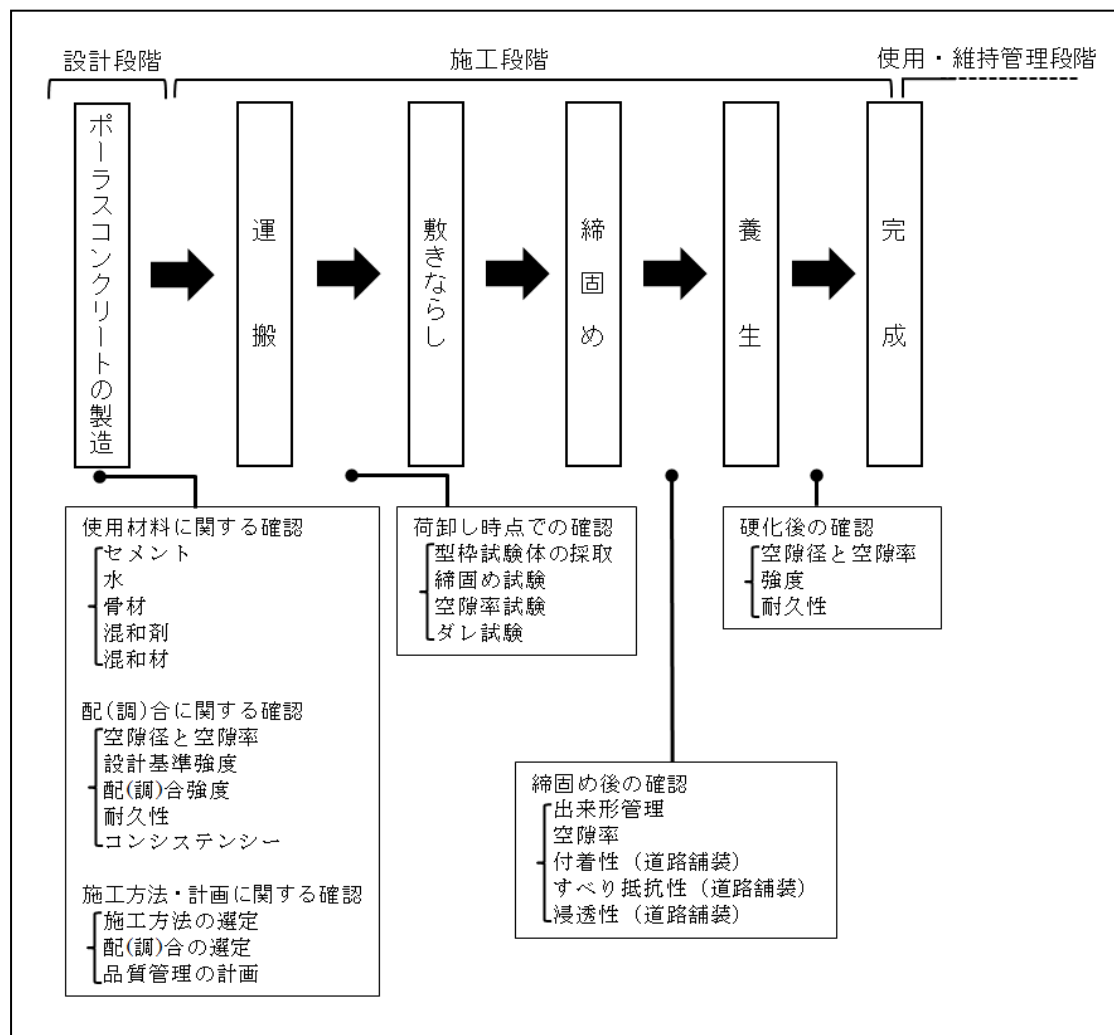 設計段階
施工段階
使用・維持管理段階
ポーラスコンクリートの製造
運搬
敷きならし
締固め
養生
完成
使用材料に関する確認
セメント
水
骨材
混和剤
混和材
配(調)合に関する確認
空隙径と空隙率
設計基準強度
配(調)合強度
耐久性
コンシステンシー
施工方法・計画に関する確認
施工方法の選定
配(調)合の選定
品質管理の計画
荷卸し時点での確認
型枠試験体の採取
締固め試験
空隙率試験
ダレ試験
締固め後の確認
出来形管理
空隙率
付着性（道路舗装）
すべり抵抗性（道路舗装）
浸透性（道路舗装）
硬化後の確認
空隙径と空隙率
強度
耐久性